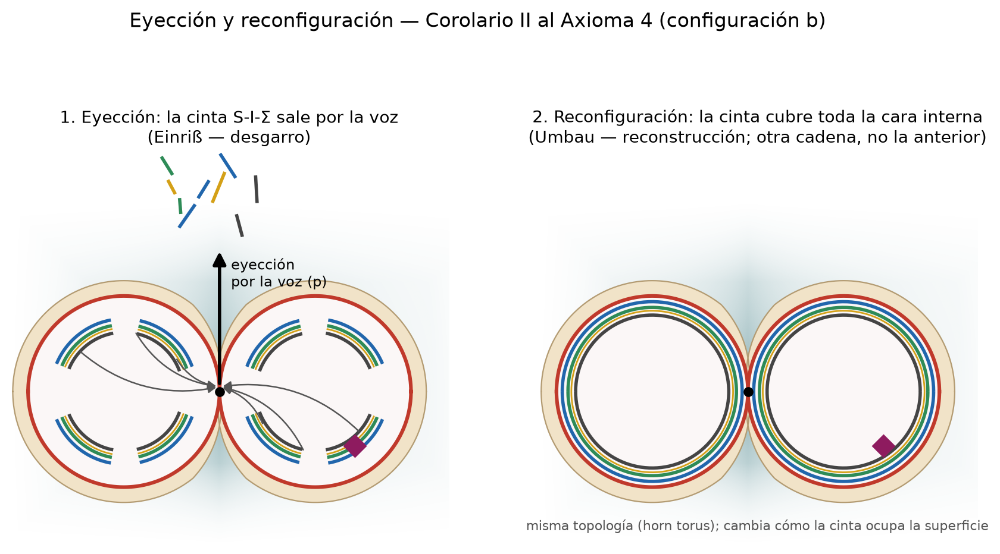 Eyección y reconfiguración — Corolario II al Axioma 4 (configuración b)
1. Eyección: la cinta S-I-Σ sale por la voz
(Einriß — desgarro)
2. Reconfiguración: la cinta cubre toda la cara interna
(Umbau — reconstrucción; otra cadena, no la anterior)
eyección
por la voz (p)
misma topología (horn torus); cambia cómo la cinta ocupa la superficie